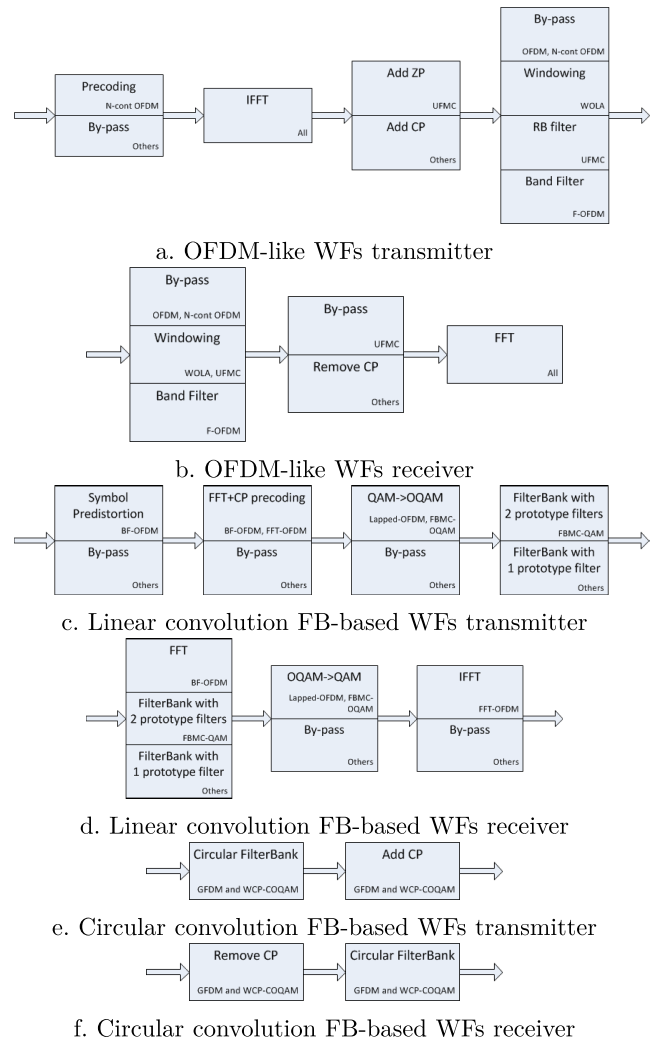 Precoding
N-cont OFDM
By-pass
Others
IFFT
All
Add ZP
UFMC
Add CP
Others
By-pass
OFDM, N-cont OFDM
Windowing
WOLA
RB filter
UFMC
Band Filter
F-OFDM
a. OFDM-like WFs transmitter
By-pass
OFDM, N-cont OFDM
Windowing
WOLA, UFMC
Band Filter
F-OFDM
By-pass
UFMC
Remove CP
Others
FFT
All
b. OFDM-like WFs receiver
Symbol
Predistortion
BF-OFDM
By-pass
Others
FFT+CP precoding
BF-OFDM, FFT-OFDM
By-pass
Others
QAM->OQAM
Lapped-OFDM, FBMC-
OQAM
By-pass
Others
FilterBank with
2 prototype filters
FBMC-QAM
FilterBank with
1 prototype filter
Others
c. Linear convolution FB-based WFs transmitter
FFT
BF-OFDM
FilterBank with
2 prototype filters
FBMC-QAM
FilterBank with
1 prototype filter
Others
OQAM->QAM
Lapped-OFDM, FBMC-
OQAM
By-pass
Others
IFFT
FFT-OFDM
By-pass
Others
d. Linear convolution FB-based WFs receiver
Circular FilterBank
GFDM and WCP-COQAM
Add CP
GFDM and WCP-COQAM
e. Circular convolution FB-based WFs transmitter
Remove CP
GFDM and WCP-COQAM
Circular FilterBank
GFDM and WCP-COQAM
f. Circular convolution FB-based WFs receiver